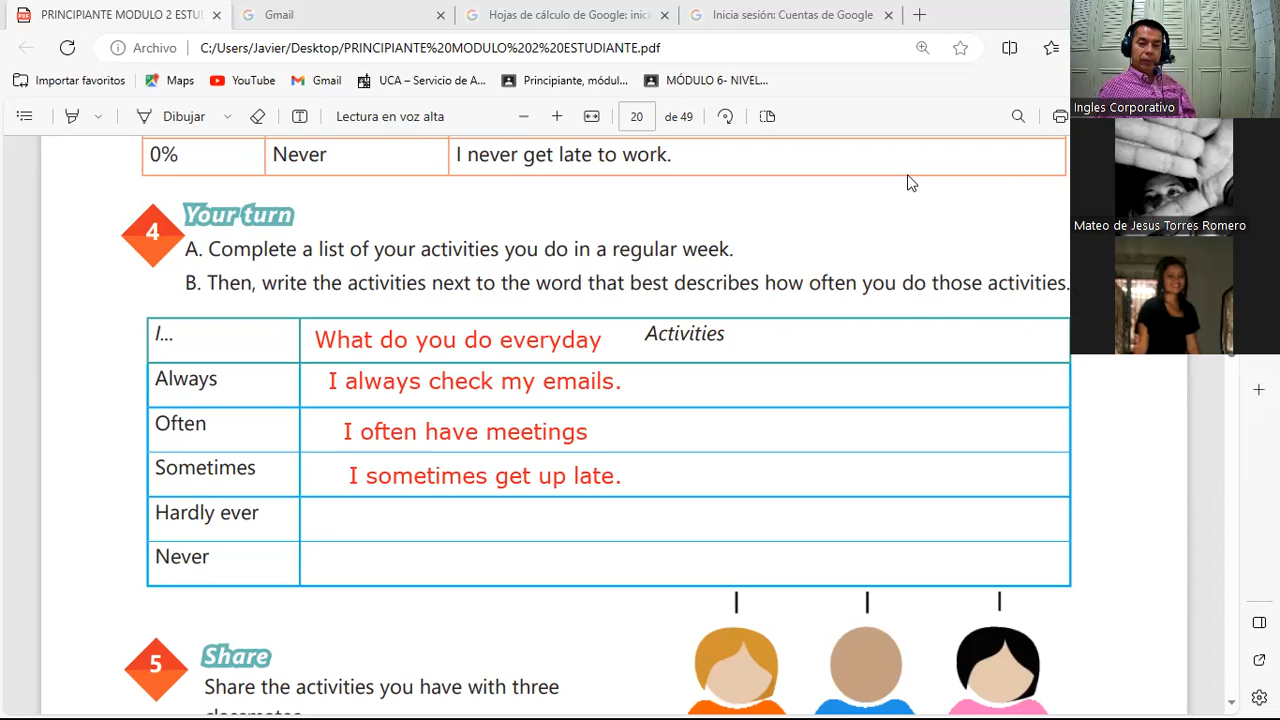 PRINCIPIANTE MODULO 2 ESTUD
Gmail
Hojas de cálculo de Google: inic
Inicia sesión: Cuentas de Google
Archivo
C:/Users/Javier/Desktop/PRINCIPIANTE%20MODULO%202%20ESTUDIANTE.pdf
Importar favoritos
Maps
YouTube
Gmail
UCA – Servicio de A...
Principiante, módul...
MÓDULO 6- NIVEL...
Dibujar
Lectura en voz alta
20
de 49
Ingles Corporativo
Mateo de Jesus Torres Romero
0% Never I never get late to work.
4 Your turn
A. Complete a list of your activities you do in a regular week.
B. Then, write the activities next to the word that best describes how often you do those activities.
I... What do you do everyday Activities
Always I always check my emails.
Often I often have meetings
Sometimes I sometimes get up late.
Hardly ever
Never
5 Share
Share the activities you have with three
classmates